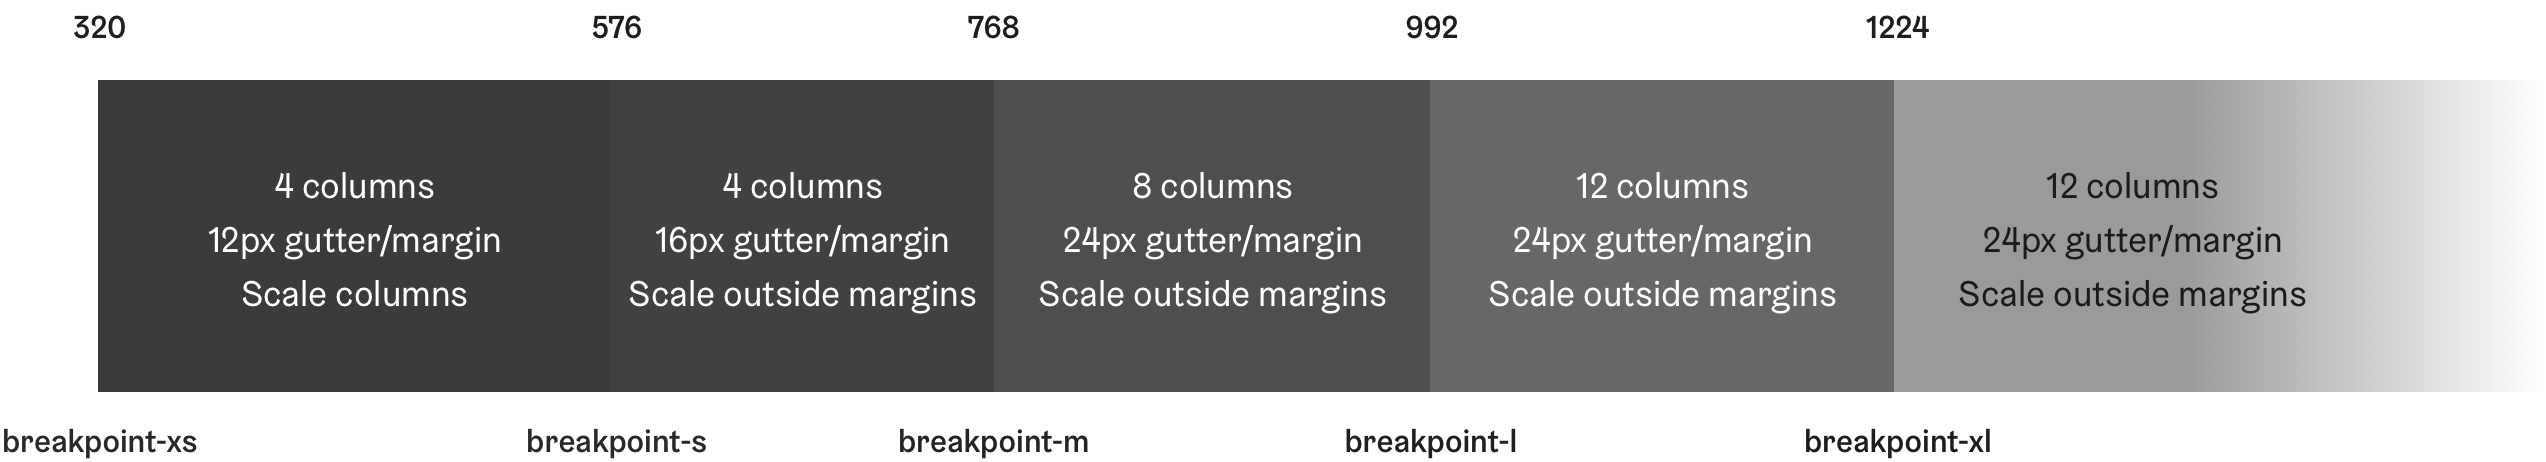 320 576 768 992 1224
4 columns
12px gutter/margin
Scale columns
4 columns
16px gutter/margin
Scale outside margins
8 columns
24px gutter/margin
Scale outside margins
12 columns
24px gutter/margin
Scale outside margins
12 columns
24px gutter/margin
Scale outside margins
breakpoint-xs breakpoint-s breakpoint-m breakpoint-l breakpoint-xl